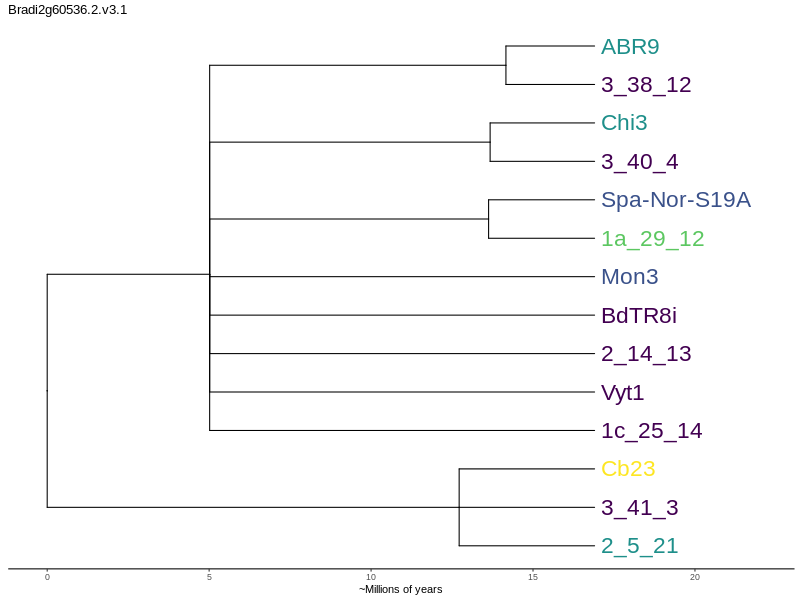 Bradi2g60536.2.v3.1
ABR9
3_38_12
Chi3
3_40_4
Spa-Nor-S19A
1a_29_12
Mon3
BdTR8i
2_14_13
Vyt1
1c_25_14
Cb23
3_41_3
2_5_21
0 5 10 15 20
~Millions of years